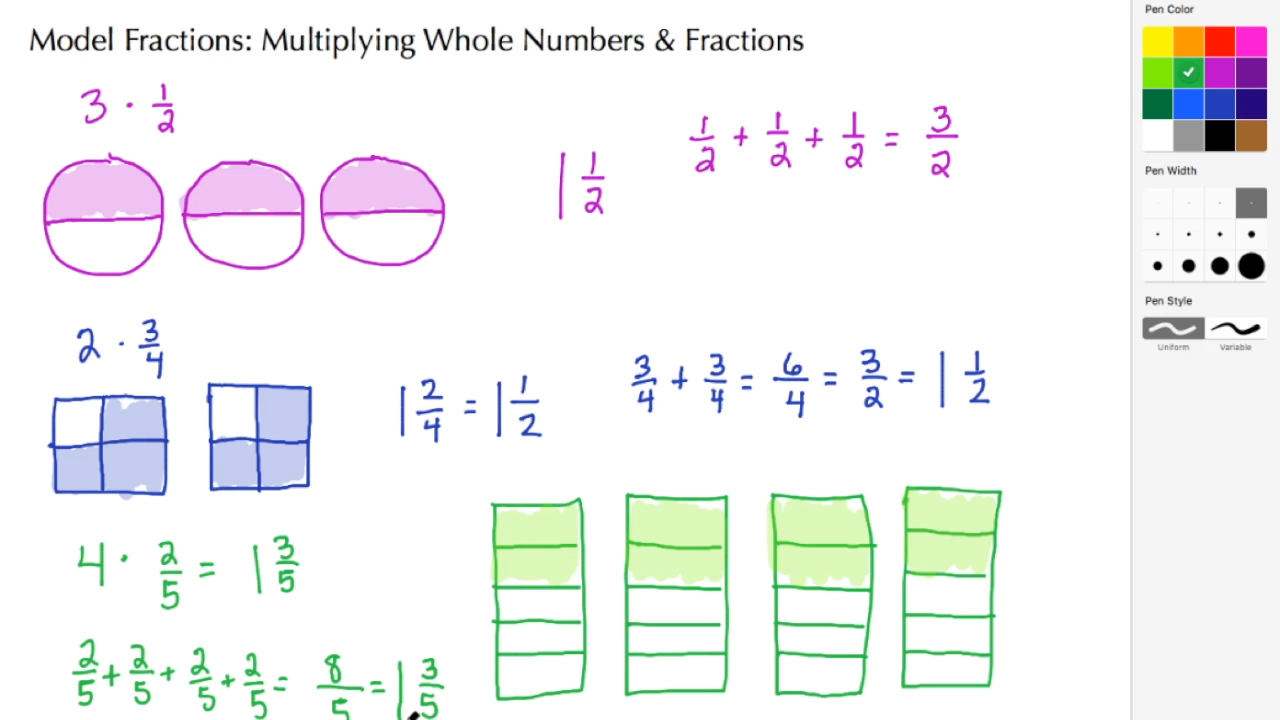 Model Fractions: Multiplying Whole Numbers & Fractions
3 · 1/2
1/2 + 1/2 + 1/2 = 3/2
1 1/2
2 · 3/4
1 2/4 = 1 1/2
3/4 + 3/4 = 6/4 = 3/2 = 1 1/2
4 · 2/5 = 1 3/5
2/5 + 2/5 + 2/5 + 2/5 = 8/5 = 1 3/5
Pen Color
Pen Width
Pen Style
Uniform Variable